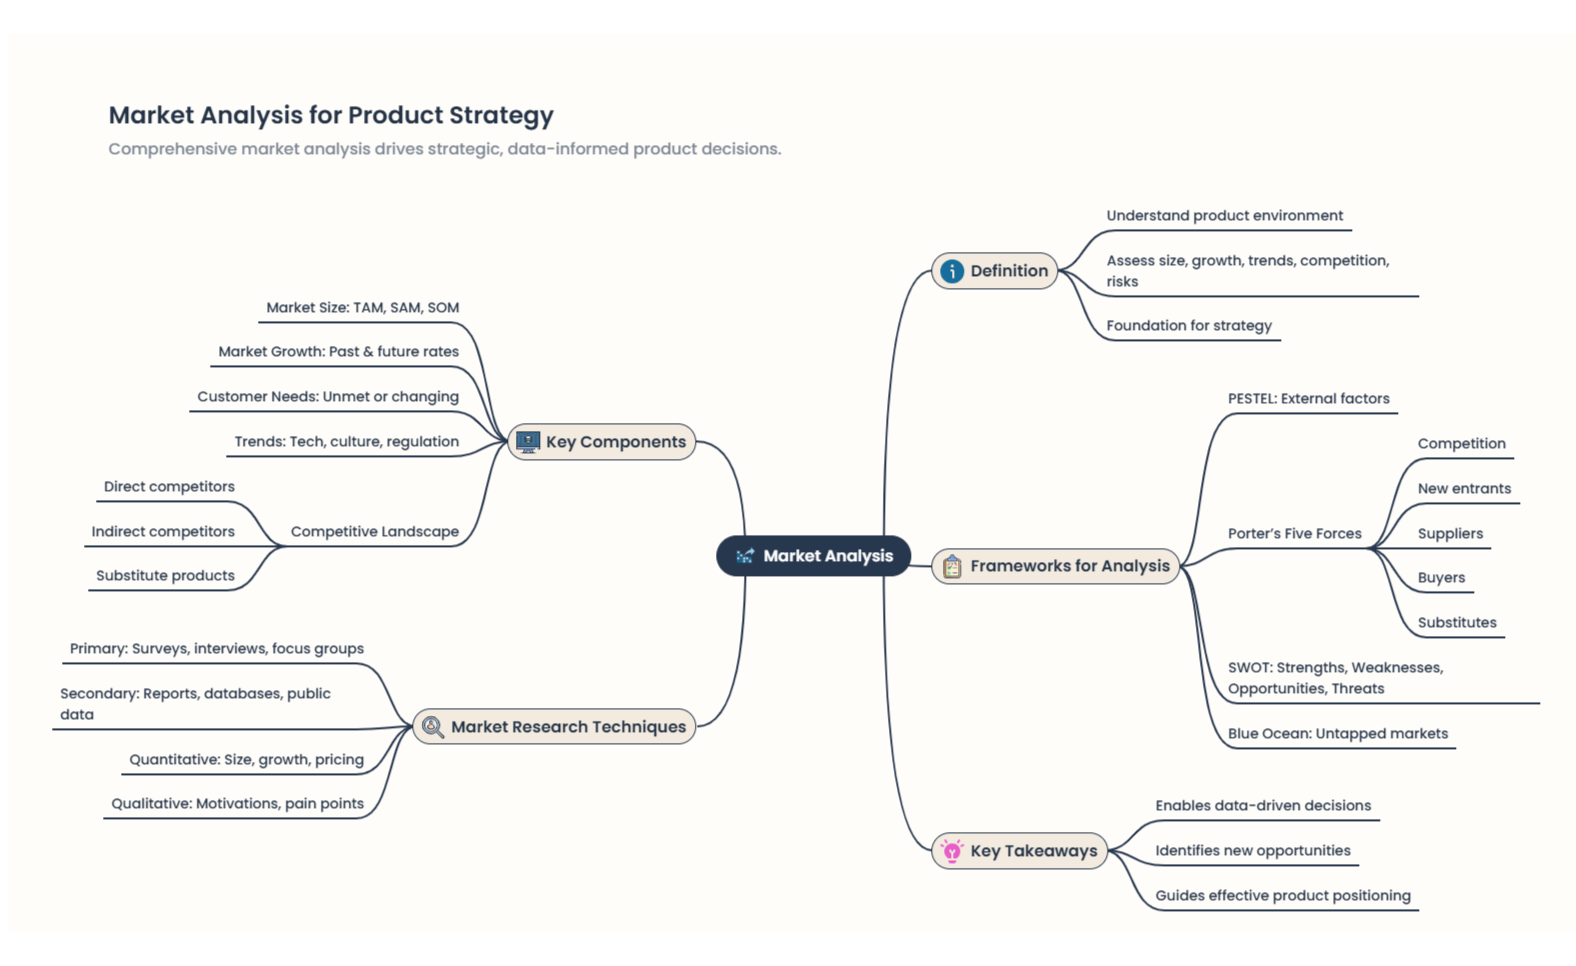 Market Analysis for Product Strategy
Comprehensive market analysis drives strategic, data-informed product decisions.
Market Analysis
Definition
Understand product environment
Assess size, growth, trends, competition,
risks
Foundation for strategy
Frameworks for Analysis
PESTEL: External factors
Porter's Five Forces
Competition
New entrants
Suppliers
Buyers
Substitutes
SWOT: Strengths, Weaknesses,
Opportunities, Threats
Blue Ocean: Untapped markets
Key Takeaways
Enables data-driven decisions
Identifies new opportunities
Guides effective product positioning
Key Components
Market Size: TAM, SAM, SOM
Market Growth: Past & future rates
Customer Needs: Unmet or changing
Trends: Tech, culture, regulation
Competitive Landscape
Direct competitors
Indirect competitors
Substitute products
Market Research Techniques
Primary: Surveys, interviews, focus groups
Secondary: Reports, databases, public
data
Quantitative: Size, growth, pricing
Qualitative: Motivations, pain points